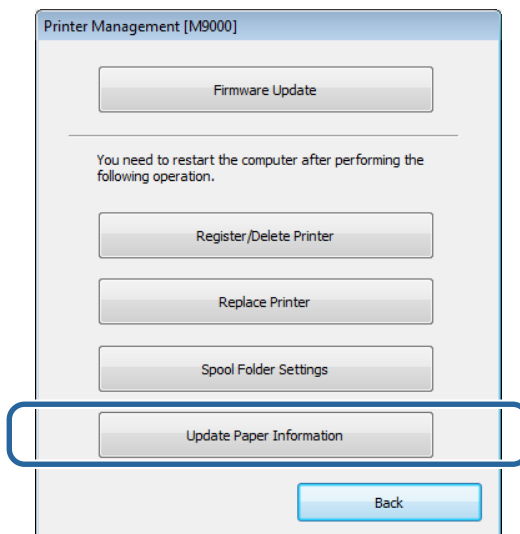 Printer Management [M9000]
Firmware Update
You need to restart the computer after performing the
following operation.
Register/Delete Printer
Replace Printer
Spool Folder Settings
Update Paper Information
Back